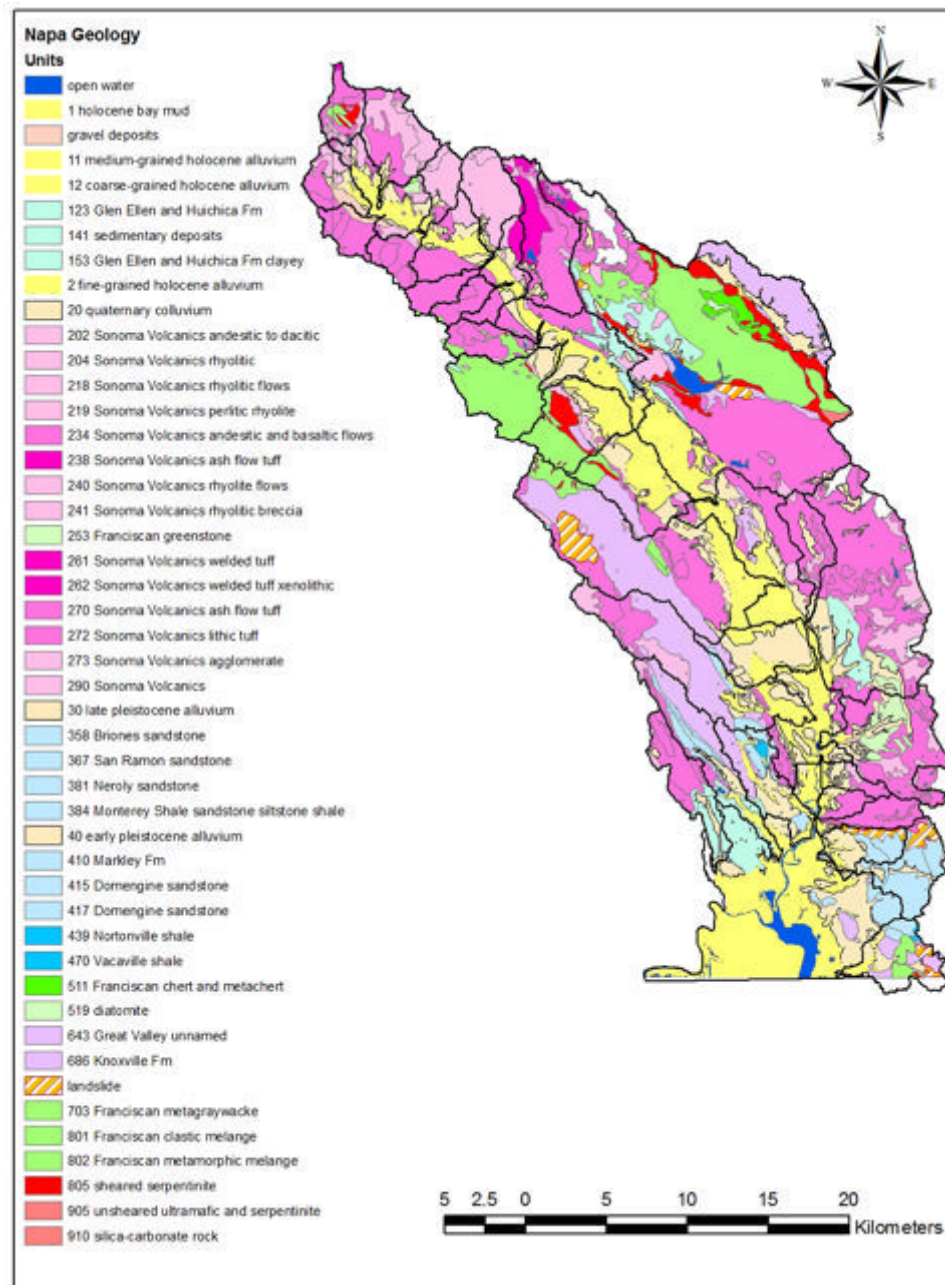 Napa Geology
Units
open water
1 holocene bay mud
gravel deposits
11 medium-grained holocene alluvium
12 coarse-grained holocene alluvium
123 Glen Ellen and Huichica Fm
141 sedimentary deposits
153 Glen Ellen and Huichica Fm clayey
2 fine-grained holocene alluvium
20 quaternary colluvium
202 Sonoma Volcanics andestic to dacitic
204 Sonoma Volcanics rhyolitic
218 Sonoma Volcanics rhyolitic flows
219 Sonoma Volcanics perlitic rhyolite
234 Sonoma Volcanics andestic and basaltic flows
238 Sonoma Volcanics ash flow tuff
240 Sonoma Volcanics rhyolite flows
241 Sonoma Volcanics rhyolitic breccia
253 Franciscan greenstone
261 Sonoma Volcanics welded tuff
262 Sonoma Volcanics welded tuff xenolithic
270 Sonoma Volcanics ash flow tuff
272 Sonoma Volcanics lithic tuff
273 Sonoma Volcanics agglomerate
290 Sonoma Volcanics
30 late pleistocene alluvium
358 Briones sandstone
367 San Ramon sandstone
381 Neroly sandstone
384 Monterey Shale sandstone siltstone shale
40 early pleistocene alluvium
410 Markley Fm
415 Domengine sandstone
417 Domengine sandstone
439 Nortonville shale
470 Vacaville shale
511 Franciscan chert and metachert
519 diatomite
643 Great Valley unnamed
686 Knoxville Fm
landslide
703 Franciscan metagraywacke
801 Franciscan clastic melange
802 Franciscan metamorphic melange
805 sheared serpentinite
905 unsheared ultramafic and serpentinite
910 silica-carbonate rock
N
W E
S
5 2.5 0 5 10 15 20
Kilometers